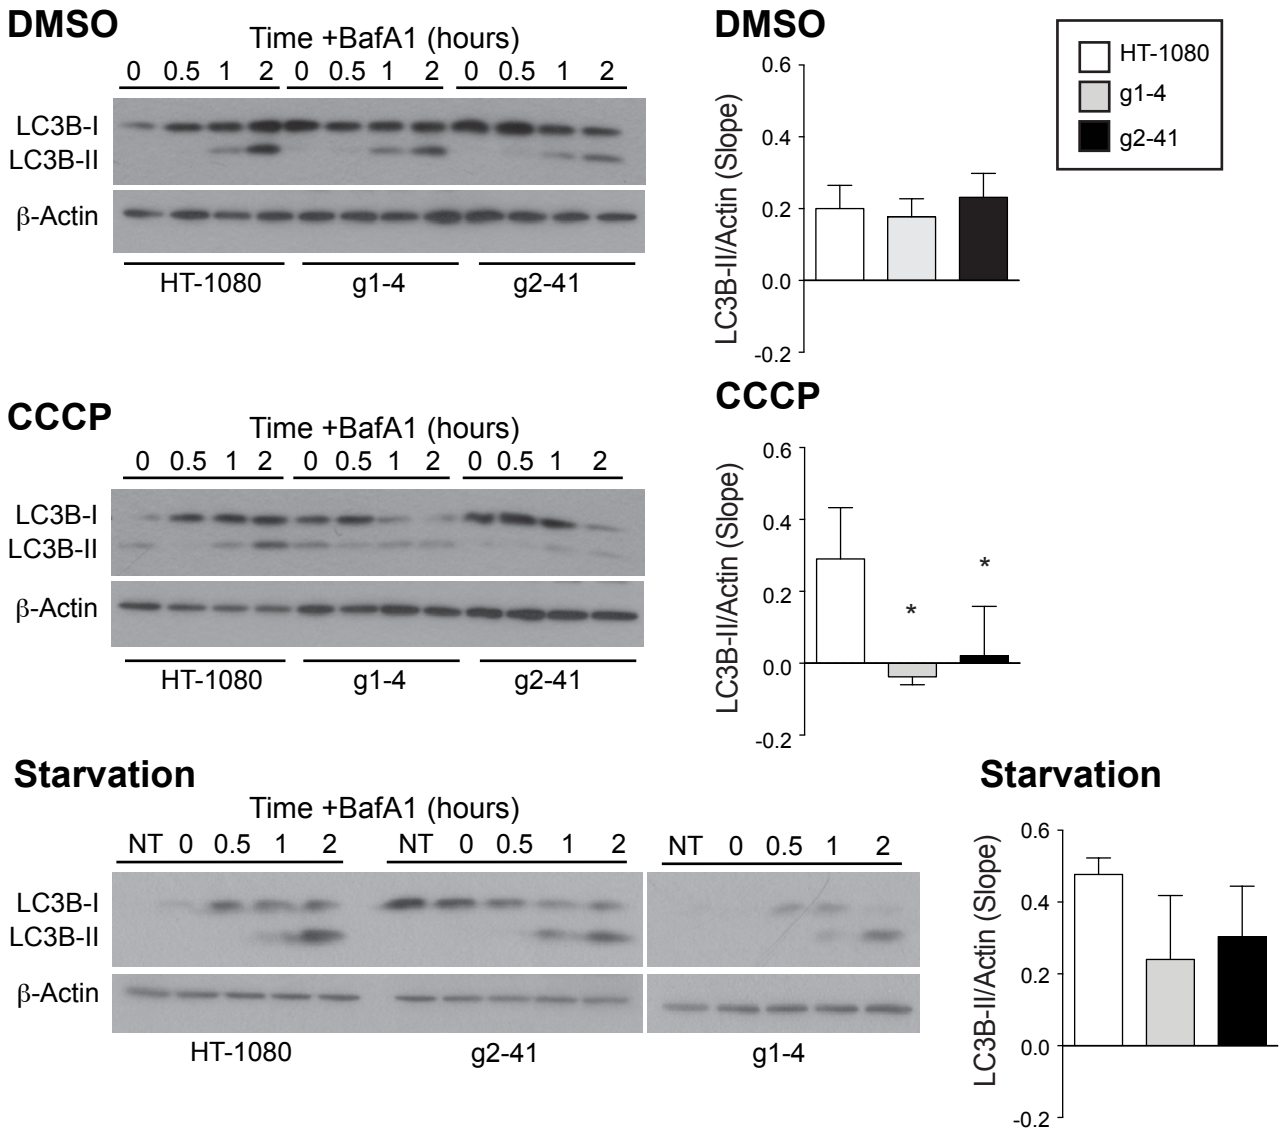 DMSO
Time +BafA1 (hours)
0 0.5 1 2 0 0.5 1 2 0 0.5 1 2
LC3B-I
LC3B-II
β-Actin
HT-1080 g1-4 g2-41
DMSO
0.6
0.4
0.2
0.0
-0.2
LC3B-II/Actin (Slope)
HT-1080
g1-4
g2-41
CCCP
Time +BafA1 (hours)
0 0.5 1 2 0 0.5 1 2 0 0.5 1 2
LC3B-I
LC3B-II
β-Actin
HT-1080 g1-4 g2-41
CCCP
0.6
0.4
0.2
0.0
-0.2
LC3B-II/Actin (Slope)
* *
Starvation
Time +BafA1 (hours)
NT 0 0.5 1 2 NT 0 0.5 1 2 NT 0 0.5 1 2
LC3B-I
LC3B-II
β-Actin
HT-1080 g2-41 g1-4
Starvation
0.6
0.4
0.2
0.0
-0.2
LC3B-II/Actin (Slope)